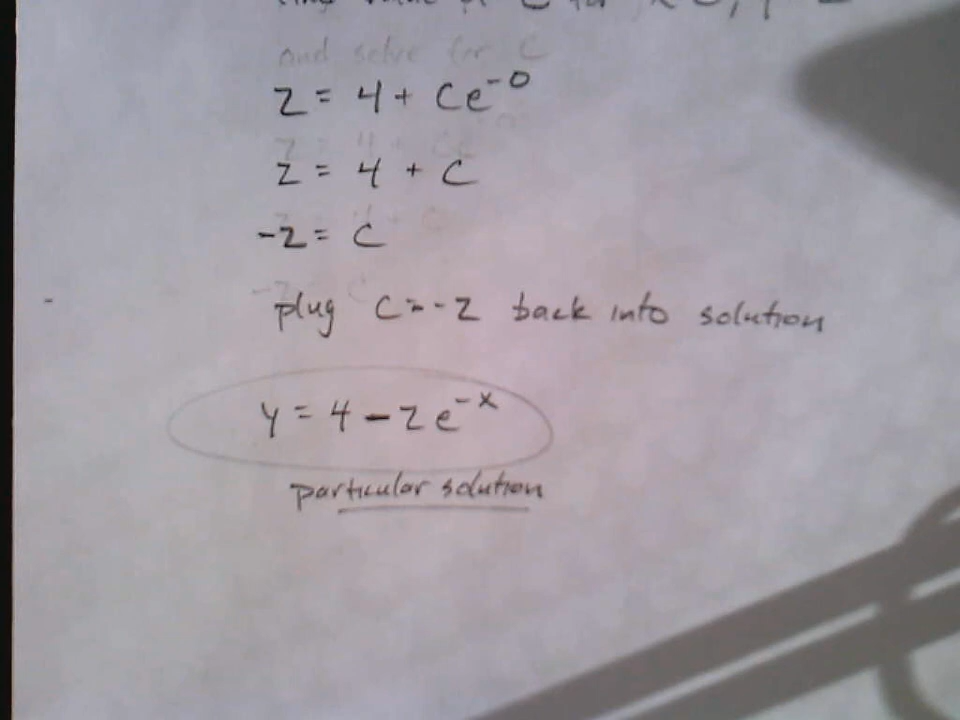 and solve for C
2 = 4 + Ce^-0
2 = 4 + C
-2 = C
plug C = -2 back into solution
y = 4 - 2e^-x
particular solution